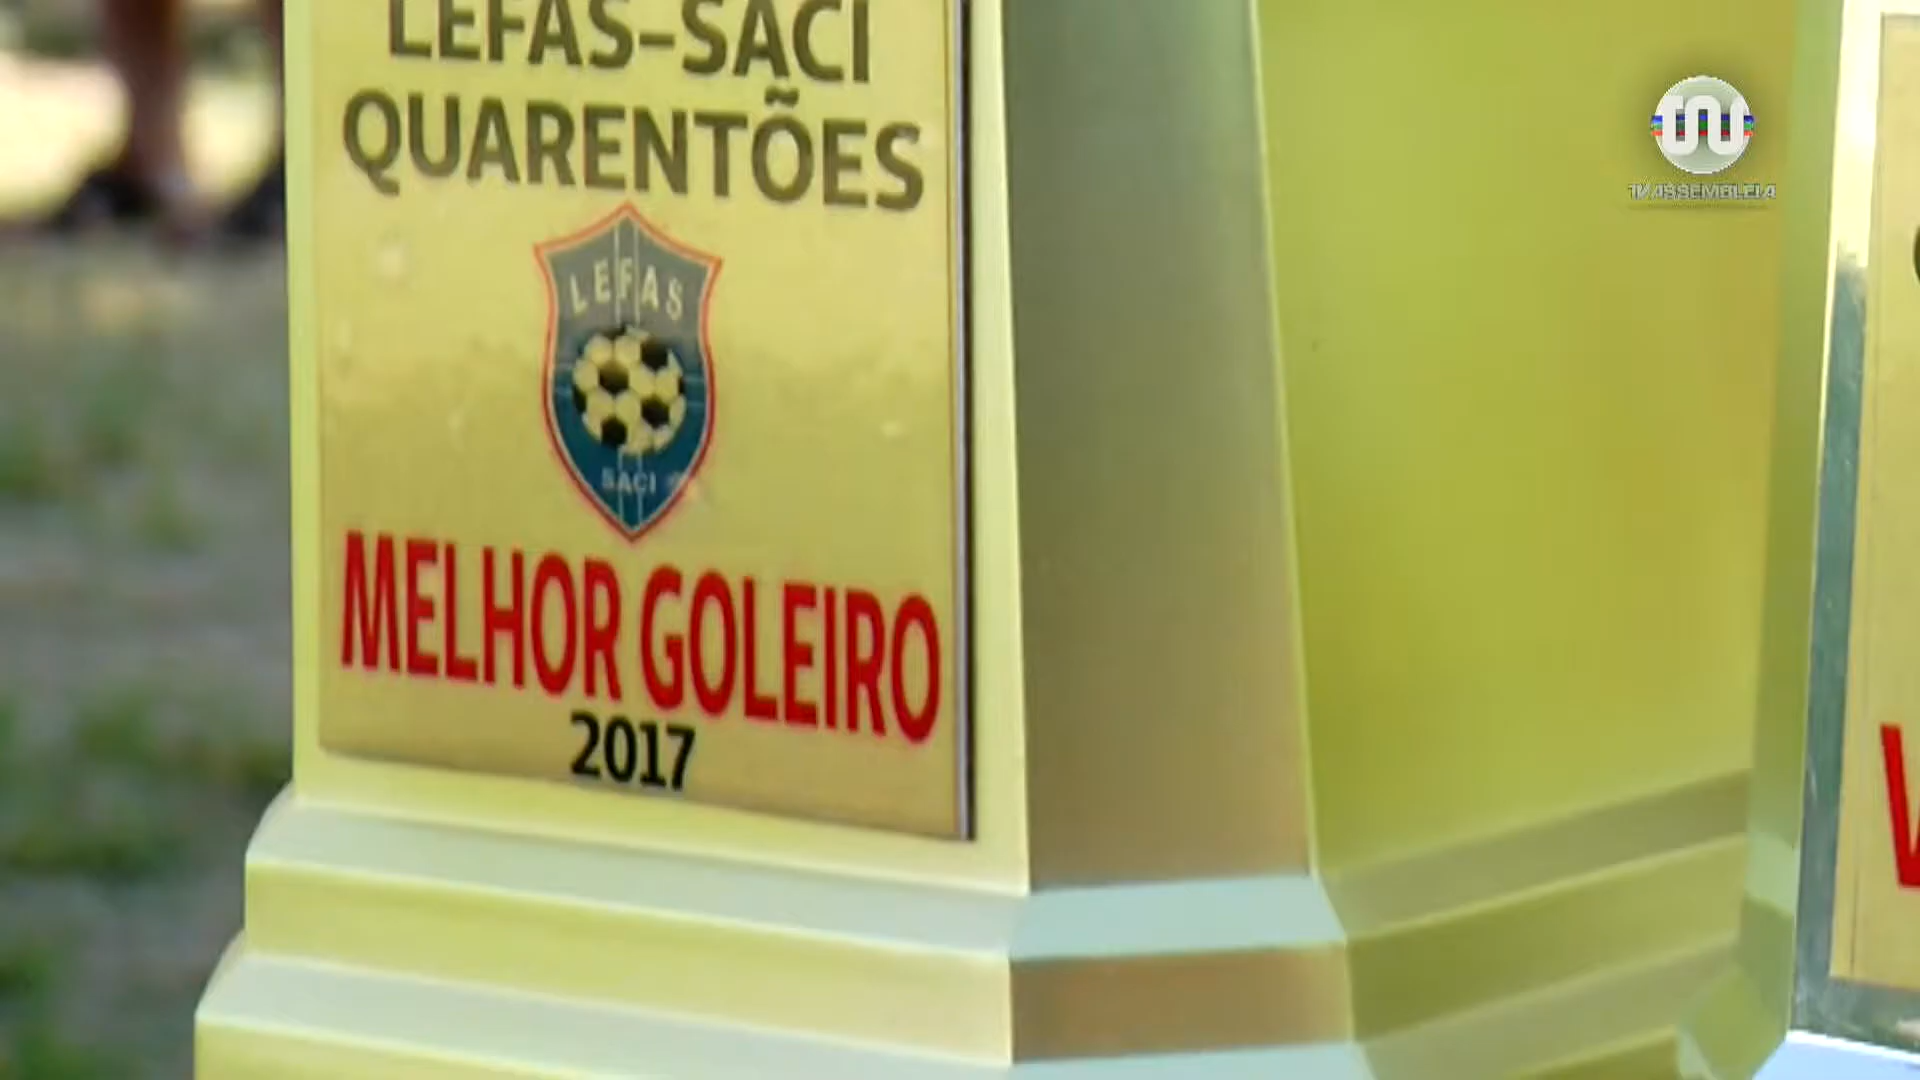 LEFAS-SACI
QUARENTÕES
LEFAS
SACI
MELHOR GOLEIRO
2017
TV ASSEMBLEIA